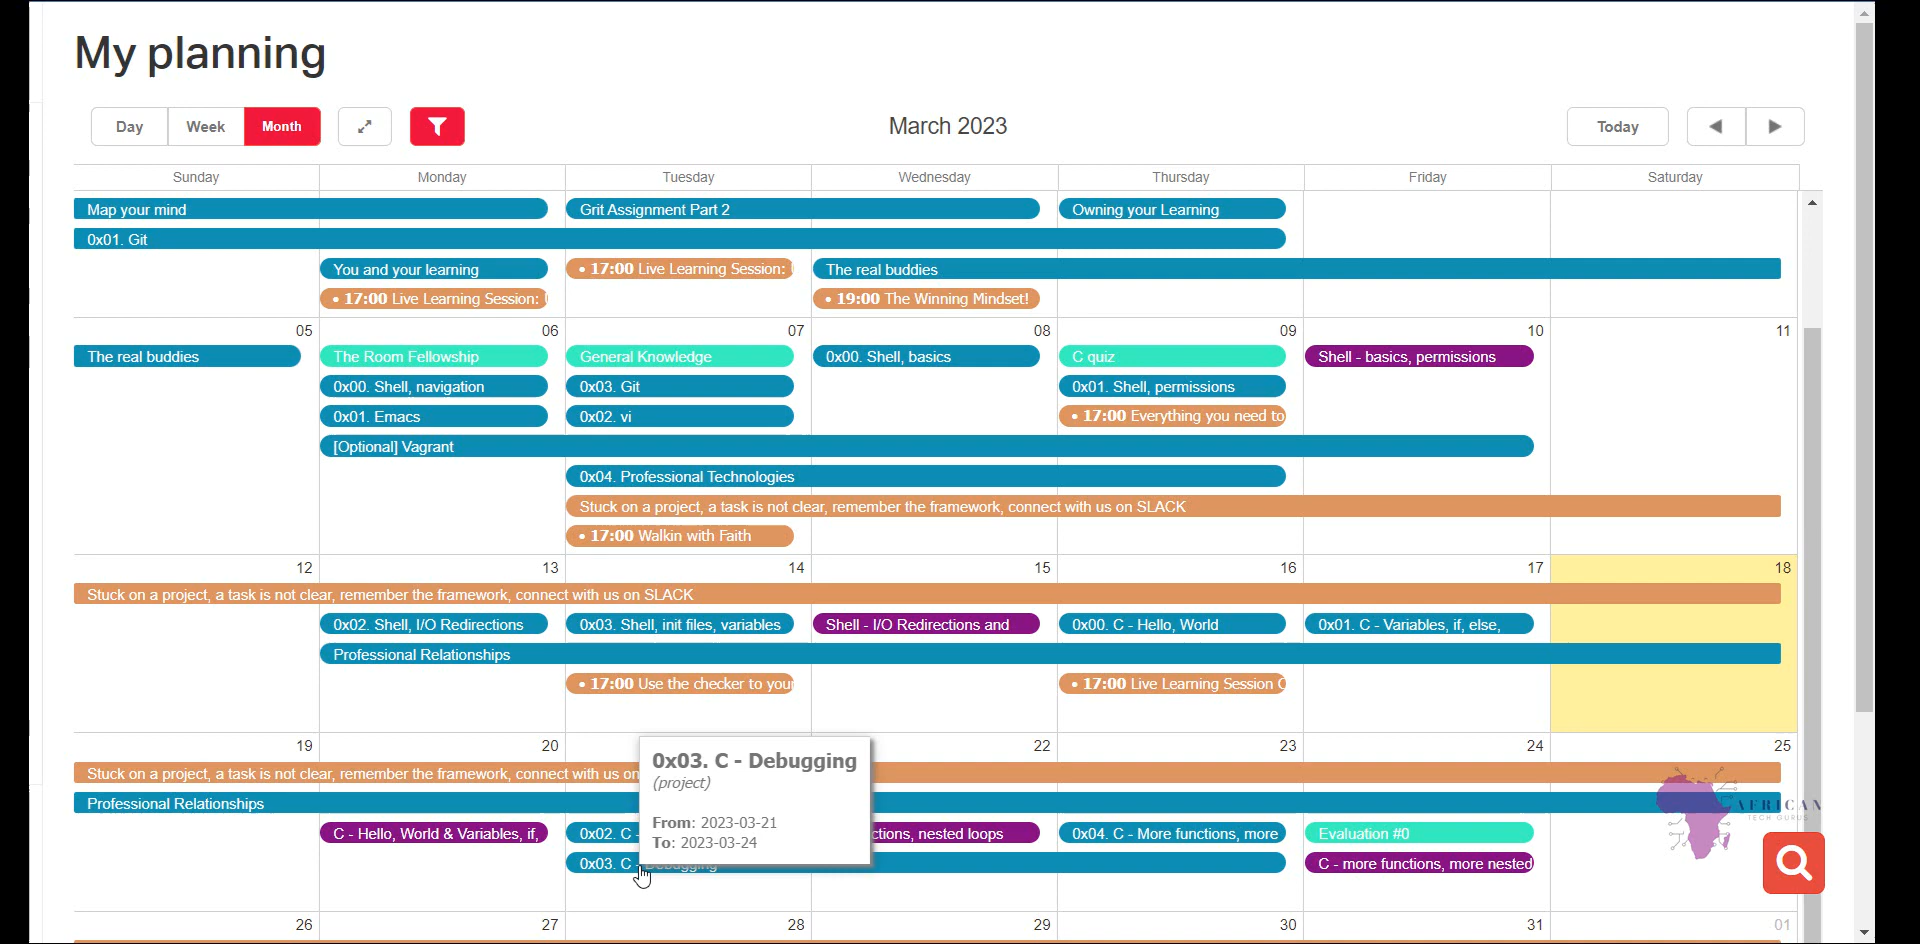 My planning
Day Week Month
March 2023
Today
Sunday Monday Tuesday Wednesday Thursday Friday Saturday
Map your mind Grit Assignment Part 2 Owning your Learning
0x01. Git
You and your learning • 17:00 Live Learning Session: The real buddies
• 17:00 Live Learning Session: • 19:00 The Winning Mindset!
05 06 07 08 09 10 11
The real buddies The Room Fellowship General Knowledge 0x00. Shell, basics C quiz Shell - basics, permissions
0x00. Shell, navigation 0x03. Git 0x01. Shell, permissions
0x01. Emacs 0x02. vi • 17:00 Everything you need to
[Optional] Vagrant
0x04. Professional Technologies
Stuck on a project, a task is not clear, remember the framework, connect with us on SLACK
• 17:00 Walkin with Faith
12 13 14 15 16 17 18
Stuck on a project, a task is not clear, remember the framework, connect with us on SLACK
0x02. Shell, I/O Redirections 0x03. Shell, init files, variables Shell - I/O Redirections and 0x00. C - Hello, World 0x01. C - Variables, if, else,
Professional Relationships
• 17:00 Use the checker to your • 17:00 Live Learning Session
19 20 22 23 24 25
Stuck on a project, a task is not clear, remember the framework, connect with us on
Professional Relationships
C - Hello, World & Variables, if, 0x02. C - nested loops 0x04. C - More functions, more Evaluation #0
0x03. C - Debugging C - more functions, more nested
0x03. C - Debugging
(project)
From: 2023-03-21
To: 2023-03-24
AFRICAN
TECH GURUS
26 27 28 29 30 31 01